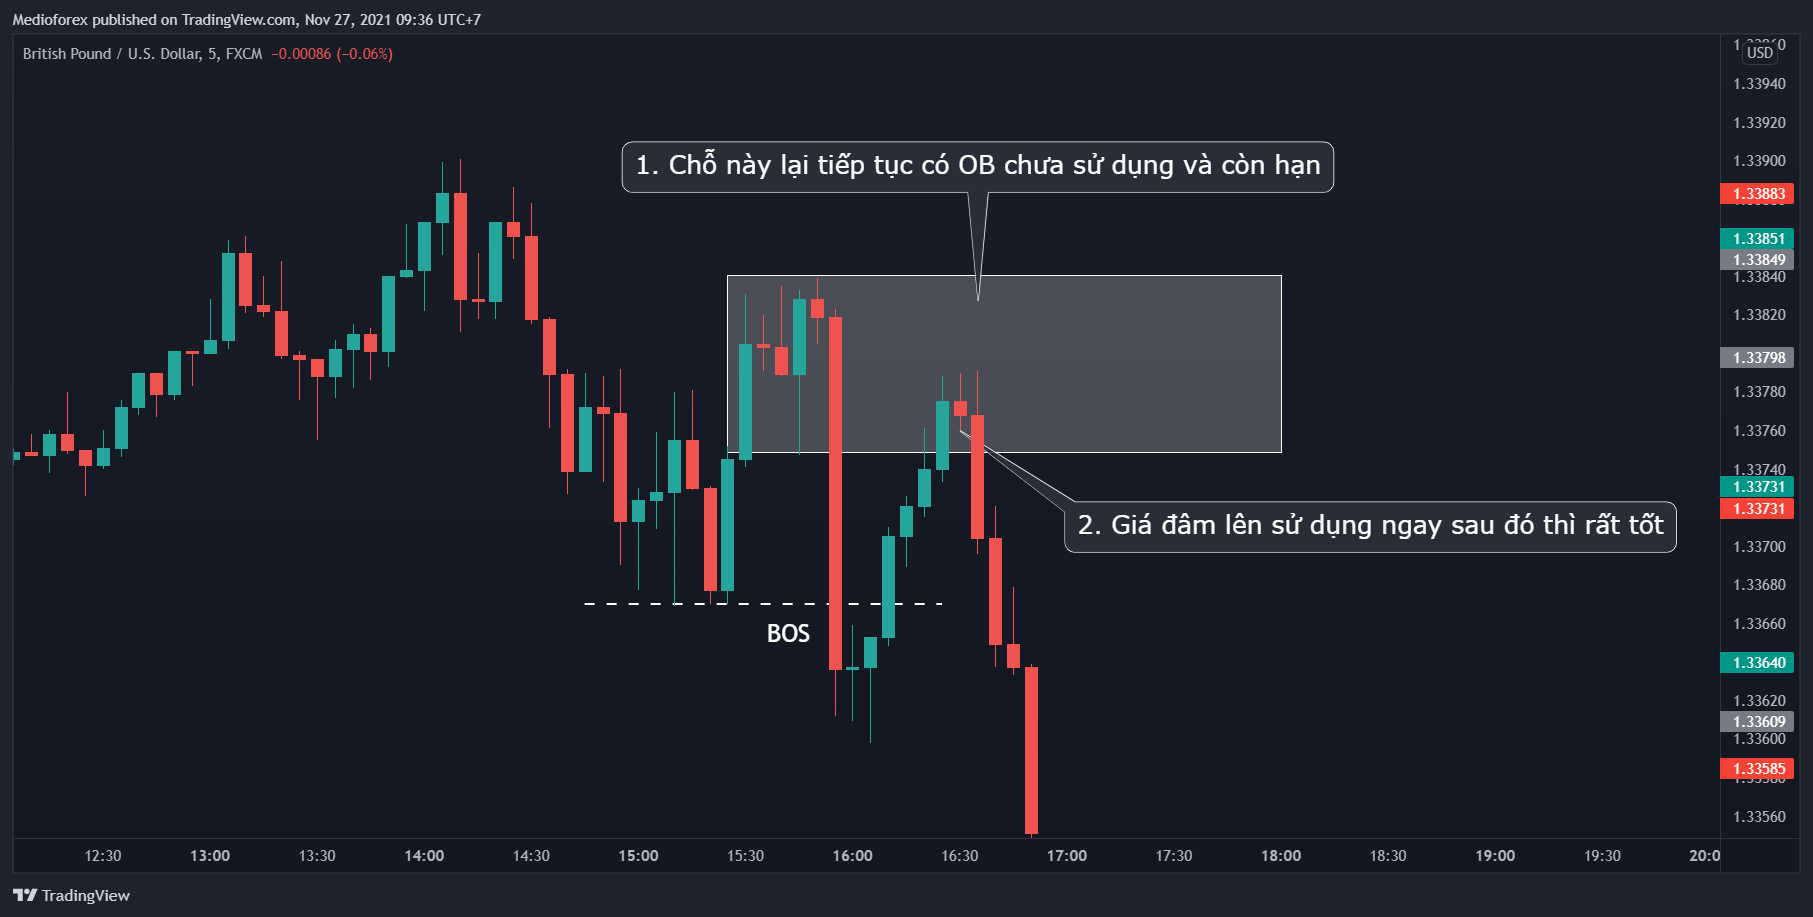 Medioforex published on TradingView.com, Nov 27, 2021 09:36 UTC+7
British Pound / U.S. Dollar, 5, FXCM −0.00086 (−0.06%)
USD
1.33940
1.33920
1. Chỗ này lại tiếp tục có OB chưa sử dụng và còn hạn
1.33900
1.33883
1.33851
1.33849
1.33840
1.33820
1.33798
1.33780
1.33760
1.33740
1.33731
1.33731
2. Giá đâm lên sử dụng ngay sau đó thì rất tốt
1.33700
1.33680
BOS
1.33660
1.33640
1.33620
1.33609
1.33600
1.33585
1.33560
12:30 13:00 13:30 14:00 14:30 15:00 15:30 16:00 16:30 17:00 17:30 18:00 18:30 19:00 19:30 20:0
TradingView